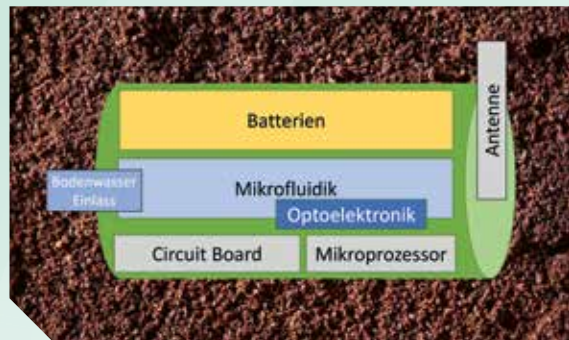 Batterien
Antenne
Bodenwasser
Einlass
Mikrofluidik
Optoelektronik
Circuit Board
Mikroprozessor